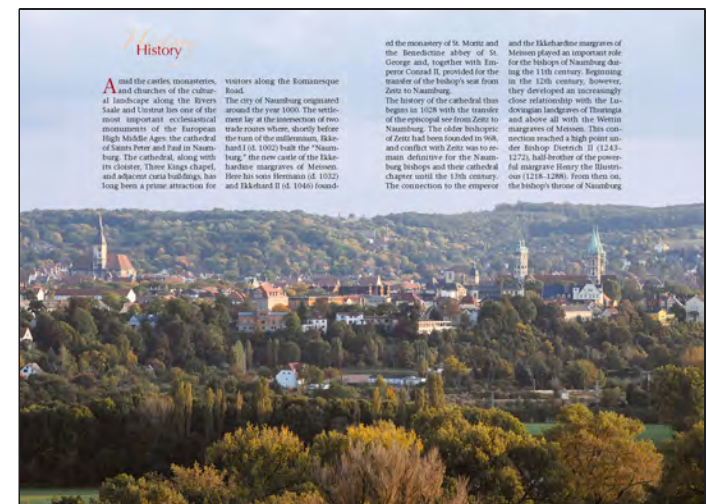 History
Amid the castles, monasteries,
and churches of the cultur-
al landscape along the Rivers
Saale and Unstrut lies one of the
most important ecclesiastical
monuments of the European
High Middle Ages: the cathedral
of Saints Peter and Paul in Naum-
burg. The cathedral, along with
its cloister, Three Kings chapel,
and adjacent curia buildings, has
long been a prime attraction for
visitors along the Romanesque
Road.
The city of Naumburg originated
around the year 1000. The settle-
ment lay at the intersection of two
trade routes where, shortly before
the turn of the millennium, Ekke-
hard I (d. 1002) built the "Naum-
burg," the new castle of the Ekke-
hardine margraves of Meissen.
Here his sons Hermann (d. 1032)
and Ekkehard II (d. 1046) found-
ed the monastery of St. Moritz and
the Benedictine abbey of St.
George and, together with Em-
peror Conrad II, provided for the
transfer of the bishop's seat from
Zeitz to Naumburg.
The history of the cathedral thus
begins in 1028 with the transfer
of the episcopal see from Zeitz to
Naumburg. The older bishopric
of Zeitz had been founded in 968,
and conflict with Zeitz was to re-
main definitive for the Naum-
burg bishops and their cathedral
chapter until the 13th century.
The connection to the emperor
and the Ekkehardine margraves of
Meissen played an important role
for the bishops of Naumburg dur-
ing the 11th century. Beginning
in the 12th century, however,
they developed an increasingly
close relationship with the Lu-
dowingian landgraves of Thuringia
and above all with the Wettin
margraves of Meissen. This con-
nection reached a high point un-
der Bishop Dietrich II (1243–
1272), half-brother of the power-
ful margrave Henry the Illustri-
ous (1218–1288). From then on,
the bishop's throne of Naumburg